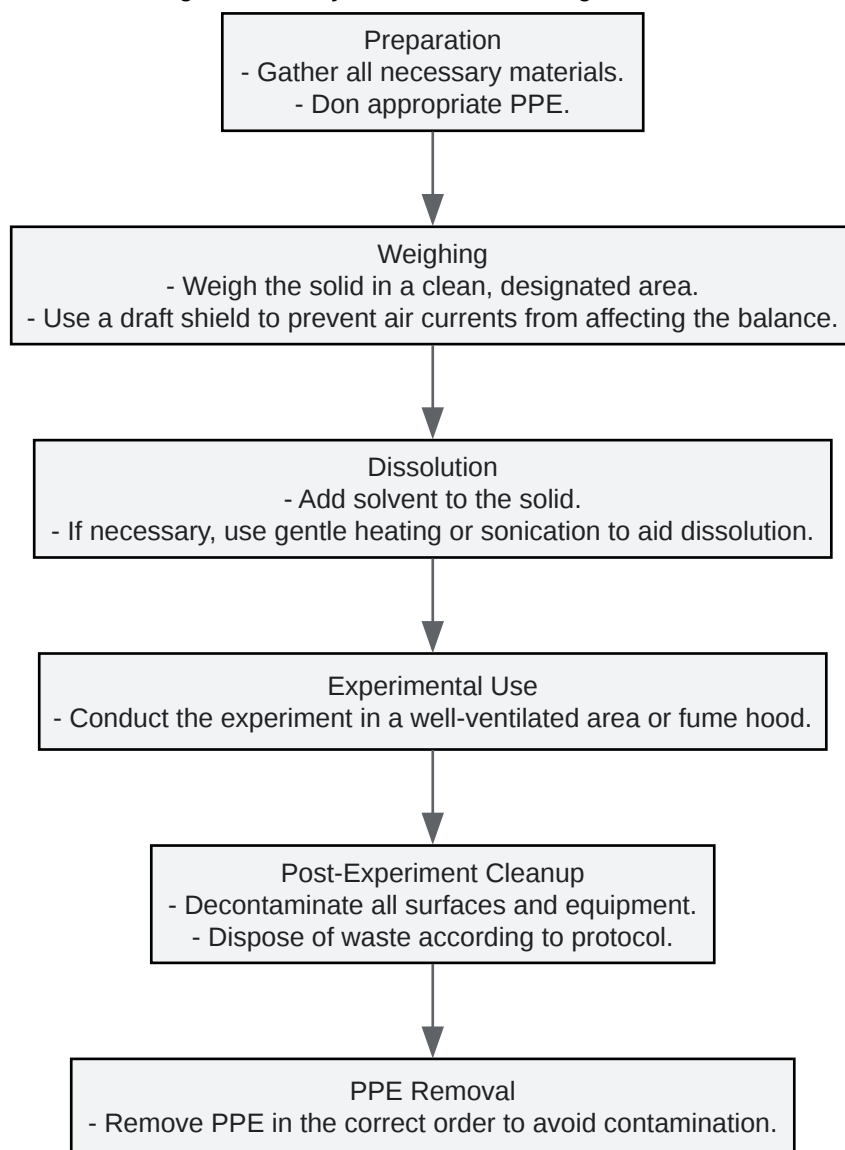 Preparation
- Gather all necessary materials.
- Don appropriate PPE.
Weighing
- Weigh the solid in a clean, designated area.
- Use a draft shield to prevent air currents from affecting the balance.
Dissolution
- Add solvent to the solid.
- If necessary, use gentle heating or sonication to aid dissolution.
Experimental Use
- Conduct the experiment in a well-ventilated area or fume hood.
Post-Experiment Cleanup
- Decontaminate all surfaces and equipment.
- Dispose of waste according to protocol.
PPE Removal
- Remove PPE in the correct order to avoid contamination.